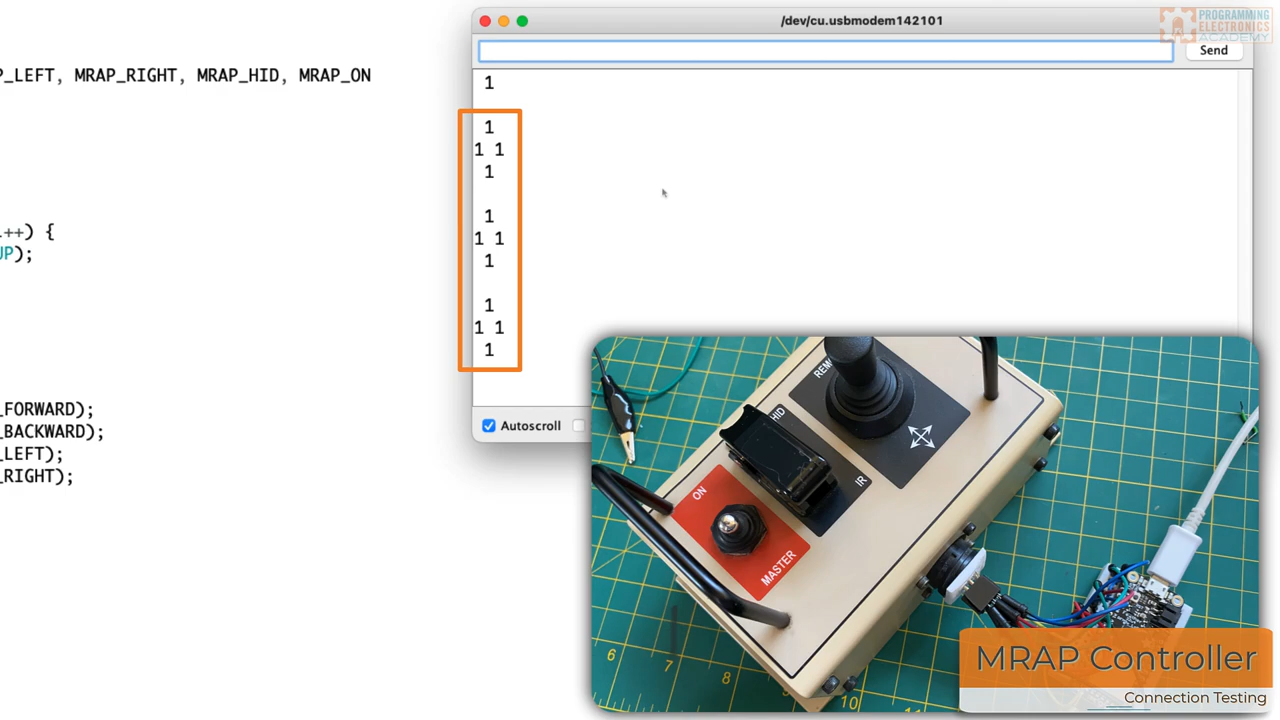 /dev/cu.usbmodem142101
PROGRAMMING
ELECTRONICS
ACADEMY
Send
P_LEFT, MRAP_RIGHT, MRAP_HID, MRAP_ON
1
1
1 1
1
1
1 1
1
1
1 1
1
++) {
UP);
_FORWARD);
_BACKWARD);
_LEFT);
_RIGHT);
Autoscroll
REM
HID
IR
ON
MASTER
6
7
8
10
MRAP Controller
Connection Testing